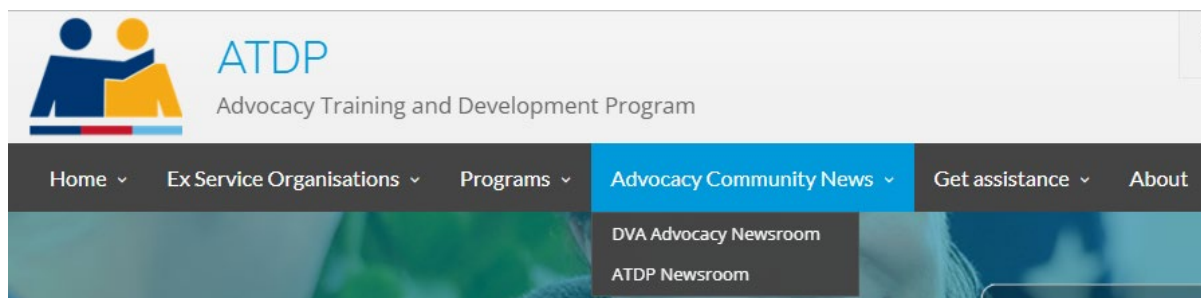 ATDP
Advocacy Training and Development Program
Home Ex Service Organisations Programs Advocacy Community News Get assistance About
DVA Advocacy Newsroom
ATDP Newsroom